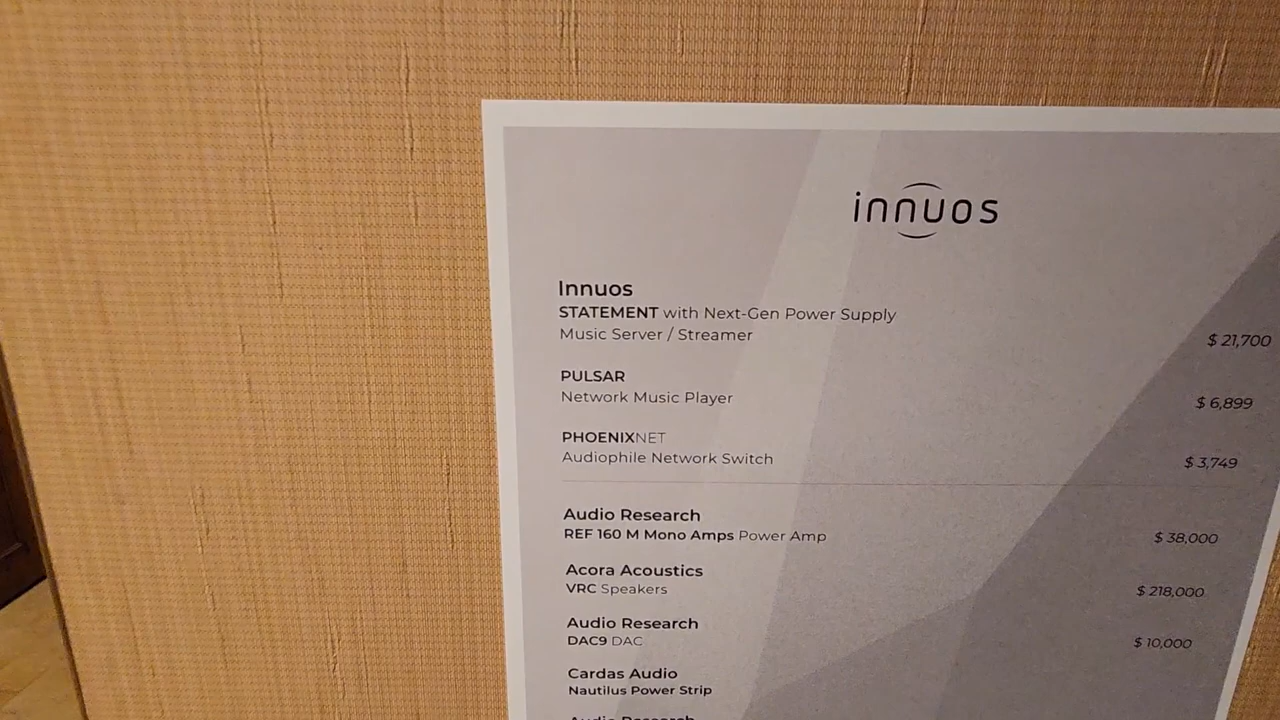 innuos
Innuos
STATEMENT with Next-Gen Power Supply
Music Server / Streamer
$ 21,700
PULSAR
Network Music Player
$ 6,899
PHOENIXNET
Audiophile Network Switch
$ 3,749
Audio Research
REF 160 M Mono Amps Power Amp
$ 38,000
Acora Acoustics
VRC Speakers
$ 218,000
Audio Research
DAC9 DAC
$ 10,000
Cardas Audio
Nautilus Power Strip
Audio Research